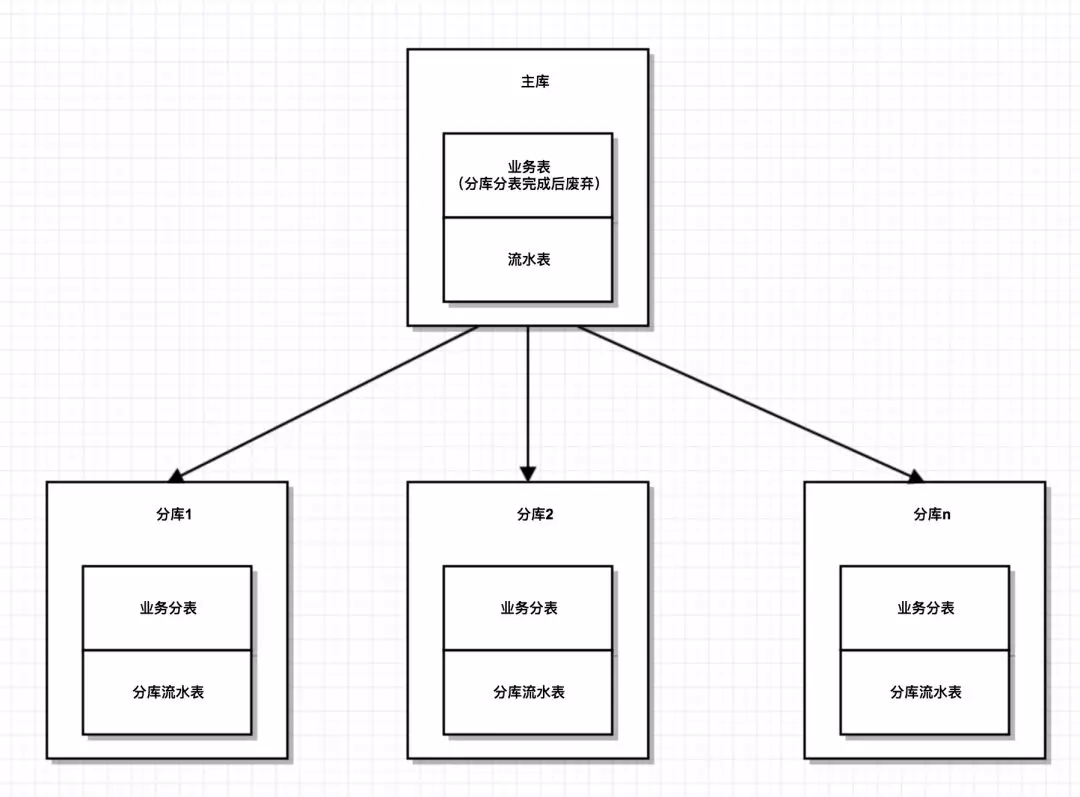 主库
业务表
（分库分表完成后废弃）
流水表
分库1
分库2
分库n
业务分表
业务分表
业务分表
分库流水表
分库流水表
分库流水表